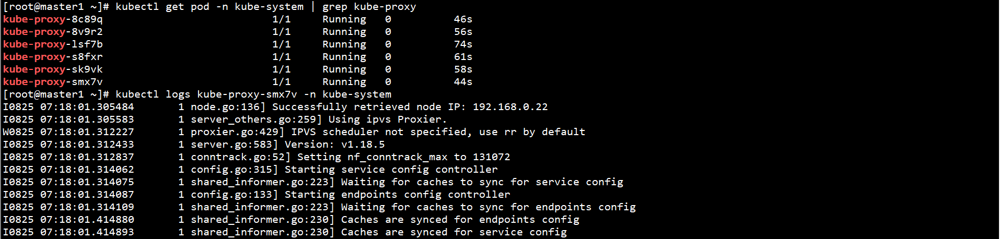 [root@master1 ~]# kubectl get pod -n kube-system | grep kube-proxy
kube-proxy-8c89q                           1/1     Running   0          46s
kube-proxy-8v9r2                           1/1     Running   0          56s
kube-proxy-lsf7b                           1/1     Running   0          74s
kube-proxy-s8fxr                           1/1     Running   0          61s
kube-proxy-sk9vk                           1/1     Running   0          58s
kube-proxy-smx7v                           1/1     Running   0          44s
[root@master1 ~]# kubectl logs kube-proxy-smx7v -n kube-system
I0825 07:18:01.305484       1 node.go:136] Successfully retrieved node IP: 192.168.0.22
I0825 07:18:01.305583       1 server_others.go:259] Using ipvs Proxier.
W0825 07:18:01.312227       1 proxier.go:429] IPVS scheduler not specified, use rr by default
I0825 07:18:01.312433       1 server.go:583] Version: v1.18.5
I0825 07:18:01.312837       1 conntrack.go:52] Setting nf_conntrack_max to 131072
I0825 07:18:01.314062       1 config.go:315] Starting service config controller
I0825 07:18:01.314075       1 shared_informer.go:223] Waiting for caches to sync for service config
I0825 07:18:01.314087       1 config.go:133] Starting endpoints config controller
I0825 07:18:01.314109       1 shared_informer.go:223] Waiting for caches to sync for endpoints config
I0825 07:18:01.414880       1 shared_informer.go:230] Caches are synced for endpoints config
I0825 07:18:01.414893       1 shared_informer.go:230] Caches are synced for service config